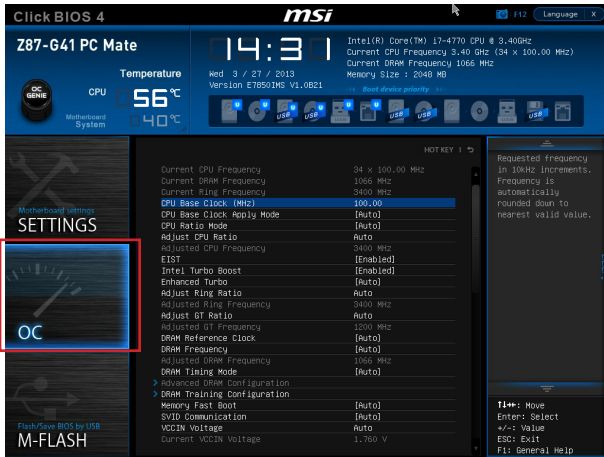 Click BIOS 4
msi
F12
Language
X
Z87-G41 PC Mate
14:31
Intel(R) Core(TM) i7-4770 CPU @ 3.40GHz
Current CPU Frequency 3.40 GHz (34 x 100.00 MHz)
Current DRAM Frequency 1066 MHz
Memory Size : 2048 MB
Wed 3 / 27 / 2013
Version E7850IMS V1.0B21
Boot device priority
Temperature
OC GENIE
CPU
56°C
Motherboard
System
40°C
USB
USB
USB
USB
Motherboard settings
SETTINGS
OC
Flash/Save BIOS by USB
M-FLASH
HOT KEY
Current CPU Frequency 34 x 100.00 MHz
Current DRAM Frequency 1066 MHz
Current Ring Frequency 3400 MHz
CPU Base Clock (MHz) 100.00
CPU Base Clock Apply Mode [Auto]
CPU Ratio Mode [Auto]
Adjust CPU Ratio Auto
Adjusted CPU Frequency 3400 MHz
EIST [Enabled]
Intel Turbo Boost [Enabled]
Enhanced Turbo [Auto]
Adjust Ring Ratio Auto
Adjusted Ring Frequency 3400 MHz
Adjust GT Ratio Auto
Adjusted GT Frequency 1200 MHz
DRAM Reference Clock [Auto]
DRAM Frequency [Auto]
Adjusted DRAM Frequency 1066 MHz
DRAM Timing Mode [Auto]
> Advanced DRAM Configuration
> DRAM Training Configuration
Memory Fast Boot [Auto]
SVID Communication [Auto]
VCCIN Voltage Auto
Current VCCIN Voltage 1.760 V
Requested frequency
in 10kHz increments.
Frequency is
automatically
rounded down to
nearest valid value.
↑↓→←: Move
Enter: Select
+/-: Value
ESC: Exit
F1: General Help